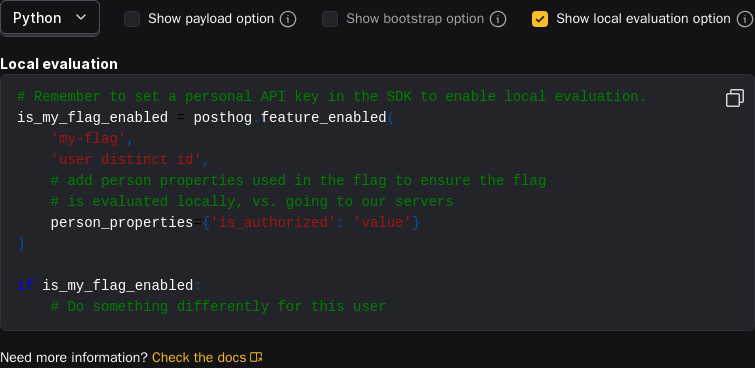 Python
Show payload option
Show bootstrap option
Show local evaluation option
Local evaluation
# Remember to set a personal API key in the SDK to enable local evaluation.
is_my_flag_enabled = posthog.feature_enabled(
    'my-flag',
    'user distinct id',
    # add person properties used in the flag to ensure the flag
    # is evaluated locally, vs. going to our servers
    person_properties={'is_authorized': 'value'}
)
if is_my_flag_enabled:
    # Do something differently for this user
Need more information? Check the docs